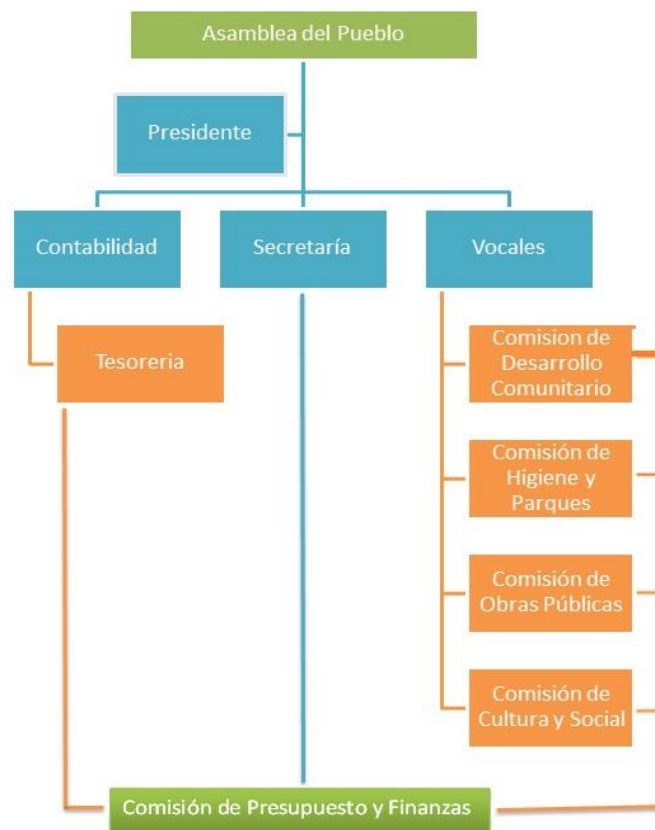 Asamblea del Pueblo
Presidente
Contabilidad
Secretaría
Vocales
Tesoreria
Comision de
Desarrollo
Comunitario
Comisión de
Higiene y
Parques
Comisión de
Obras Públicas
Comisión de
Cultura y Social
Comisión de Presupuesto y Finanzas